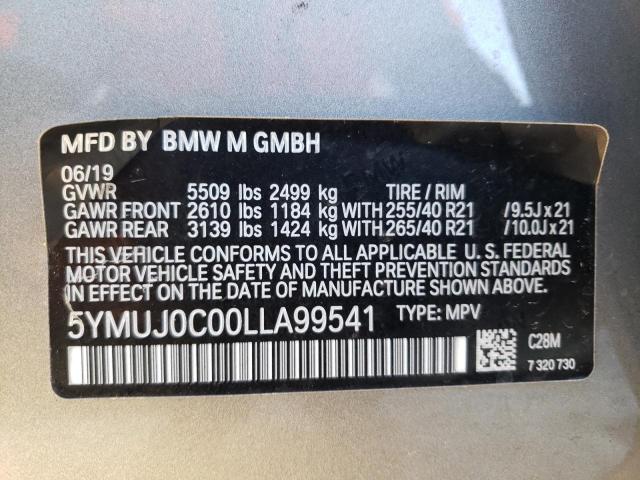 MFD BY BMW M GMBH
06/19
GVWR 5509 lbs 2499 kg TIRE / RIM
GAWR FRONT 2610 lbs 1184 kg WITH 255/40 R21 /9.5J x 21
GAWR REAR 3139 lbs 1424 kg WITH 265/40 R21 /10.0J x 21
THIS VEHICLE CONFORMS TO ALL APPLICABLE U. S. FEDERAL
MOTOR VEHICLE SAFETY AND THEFT PREVENTION STANDARDS
IN EFFECT ON THE DATE OF MANUFACTURE SHOWN ABOVE.
5YMUJ0C00LLA99541 TYPE: MPV
C28M
7 320 730